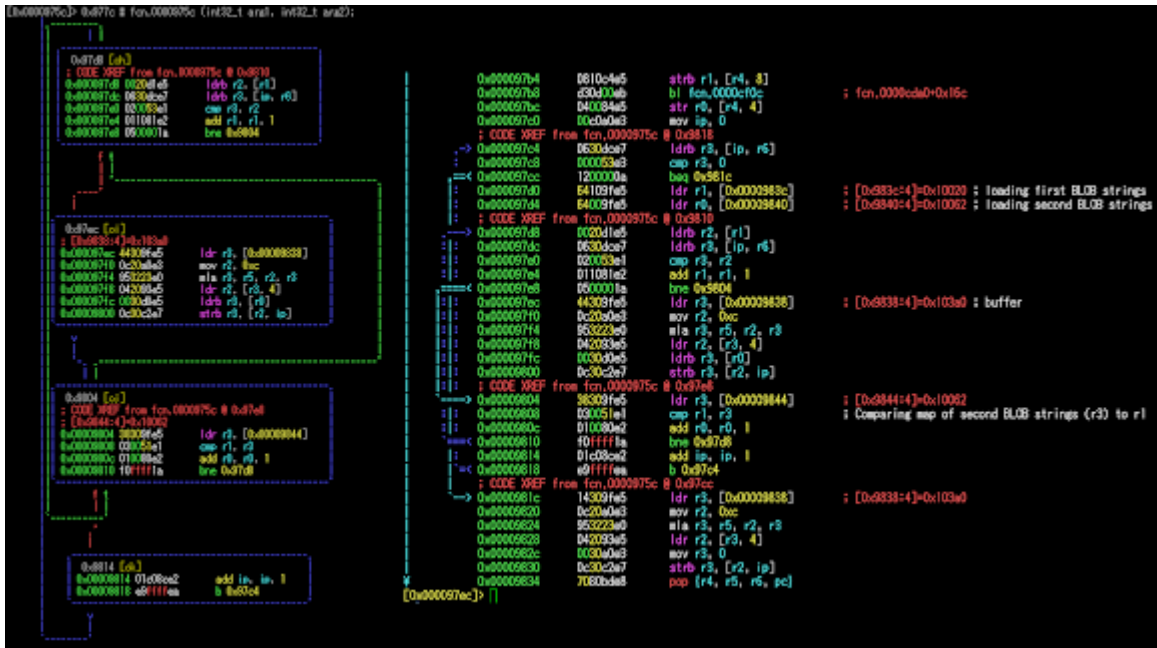 [0x0000975c]> 0x977c # fcn.0000975c (int32_t arg1, int32_t arg2);
0x97d8 [oh]
; CODE XREF from fcn.0000975c @ 0x9810
0x000097d8 0020d1e5 ldrb r2, [r1]
0x000097dc 0630dce7 ldrb r3, [ip, r6]
0x000097e0 020053e1 cmp r3, r2
0x000097e4 011081e2 add r1, r1, 1
0x000097e8 0500001a bne 0x9804
0x97ec [oi]
; [0x9838:4]=0x103a0
0x000097ec 44309fe5 ldr r3, [0x00009838]
0x000097f0 0c20a0e3 mov r2, 0xc
0x000097f4 953223e0 mla r3, r5, r2, r3
0x000097f8 042093e5 ldr r2, [r3, 4]
0x000097fc 0030d0e5 ldrb r3, [r0]
0x00009800 0c30c2e7 strb r3, [r2, ip]
0x9804 [oj]
; CODE XREF from fcn.0000975c @ 0x97e8
; [0x9844:4]=0x10062
0x00009804 38309fe5 ldr r3, [0x00009844]
0x00009808 030051e1 cmp r1, r3
0x0000980c 010080e2 add r0, r0, 1
0x00009810 f0ffff1a bne 0x97d8
0x9814 [ok]
0x00009814 01c08ce2 add ip, ip, 1
0x00009818 e9ffffea b 0x97c4
0x000097b4 0810c4e5 strb r1, [r4, 8]
0x000097b8 d30d00eb bl fcn.0000cf0c ; fcn.0000cda0+0x16c
0x000097bc 040084e5 str r0, [r4, 4]
0x000097c0 00c0a0e3 mov ip, 0
; CODE XREF from fcn.0000975c @ 0x9818
0x000097c4 0630dce7 ldrb r3, [ip, r6]
0x000097c8 000053e3 cmp r3, 0
0x000097cc 1200000a beq 0x981c
0x000097d0 64109fe5 ldr r1, [0x0000983c] ; [0x983c:4]=0x10020 ; loading first BLOB strings
0x000097d4 64009fe5 ldr r0, [0x00009840] ; [0x9840:4]=0x10062 ; loading second BLOB strings
; CODE XREF from fcn.0000975c @ 0x9810
0x000097d8 0020d1e5 ldrb r2, [r1]
0x000097dc 0630dce7 ldrb r3, [ip, r6]
0x000097e0 020053e1 cmp r3, r2
0x000097e4 011081e2 add r1, r1, 1
0x000097e8 0500001a bne 0x9804
0x000097ec 44309fe5 ldr r3, [0x00009838] ; [0x9838:4]=0x103a0 ; buffer
0x000097f0 0c20a0e3 mov r2, 0xc
0x000097f4 953223e0 mla r3, r5, r2, r3
0x000097f8 042093e5 ldr r2, [r3, 4]
0x000097fc 0030d0e5 ldrb r3, [r0]
0x00009800 0c30c2e7 strb r3, [r2, ip]
; CODE XREF from fcn.0000975c @ 0x97e8
0x00009804 38309fe5 ldr r3, [0x00009844] ; [0x9844:4]=0x10062
0x00009808 030051e1 cmp r1, r3 ; Comparing map of second BLOB strings (r3) to r1
0x0000980c 010080e2 add r0, r0, 1
0x00009810 f0ffff1a bne 0x97d8
0x00009814 01c08ce2 add ip, ip, 1
0x00009818 e9ffffea b 0x97c4
; CODE XREF from fcn.0000975c @ 0x97cc
0x0000981c 14309fe5 ldr r3, [0x00009838] ; [0x9838:4]=0x103a0
0x00009820 0c20a0e3 mov r2, 0xc
0x00009824 953223e0 mla r3, r5, r2, r3
0x00009828 042093e5 ldr r2, [r3, 4]
0x0000982c 0030a0e3 mov r3, 0
0x00009830 0c30c2e7 strb r3, [r2, ip]
0x00009834 7080bde8 pop {r4, r5, r6, pc}
[0x000097ec]>